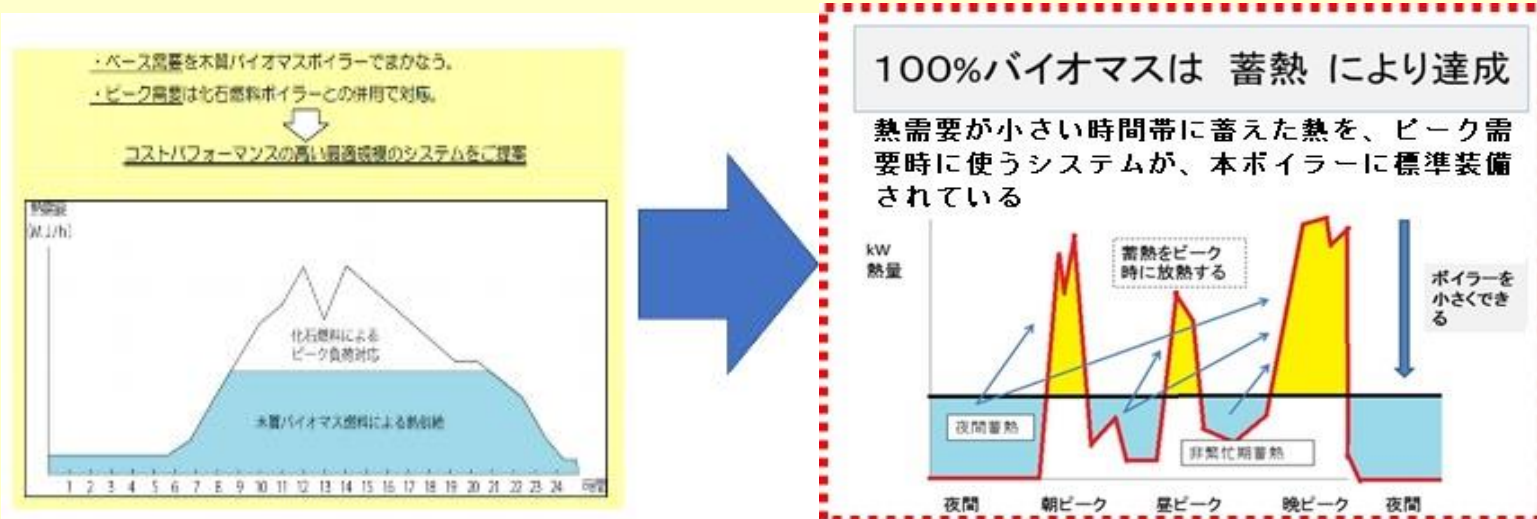 ・ベース需要を木質バイオマスボイラーでまかなう。
・ピーク需要は化石燃料ボイラーとの併用で対応。
コストパフォーマンスの高い最適規模のシステムをご提案
(MJ/h)
化石燃料による
ピーク負荷対応
木質バイオマス燃料による熱供給
1 2 3 4 5 6 7 8 9 10 11 12 13 14 15 16 17 18 19 20 21 22 23 24 時間
100%バイオマスは 蓄熱 により達成
熱需要が小さい時間帯に蓄えた熱を、ピーク需
要時に使うシステムが、本ボイラーに標準装備
されている
kW
熱量
蓄熱をピーク
時に放熱する
ボイラーを
小さくでき
る
夜間蓄熱
非繁忙期蓄熱
夜間 朝ピーク 昼ピーク 晩ピーク 夜間